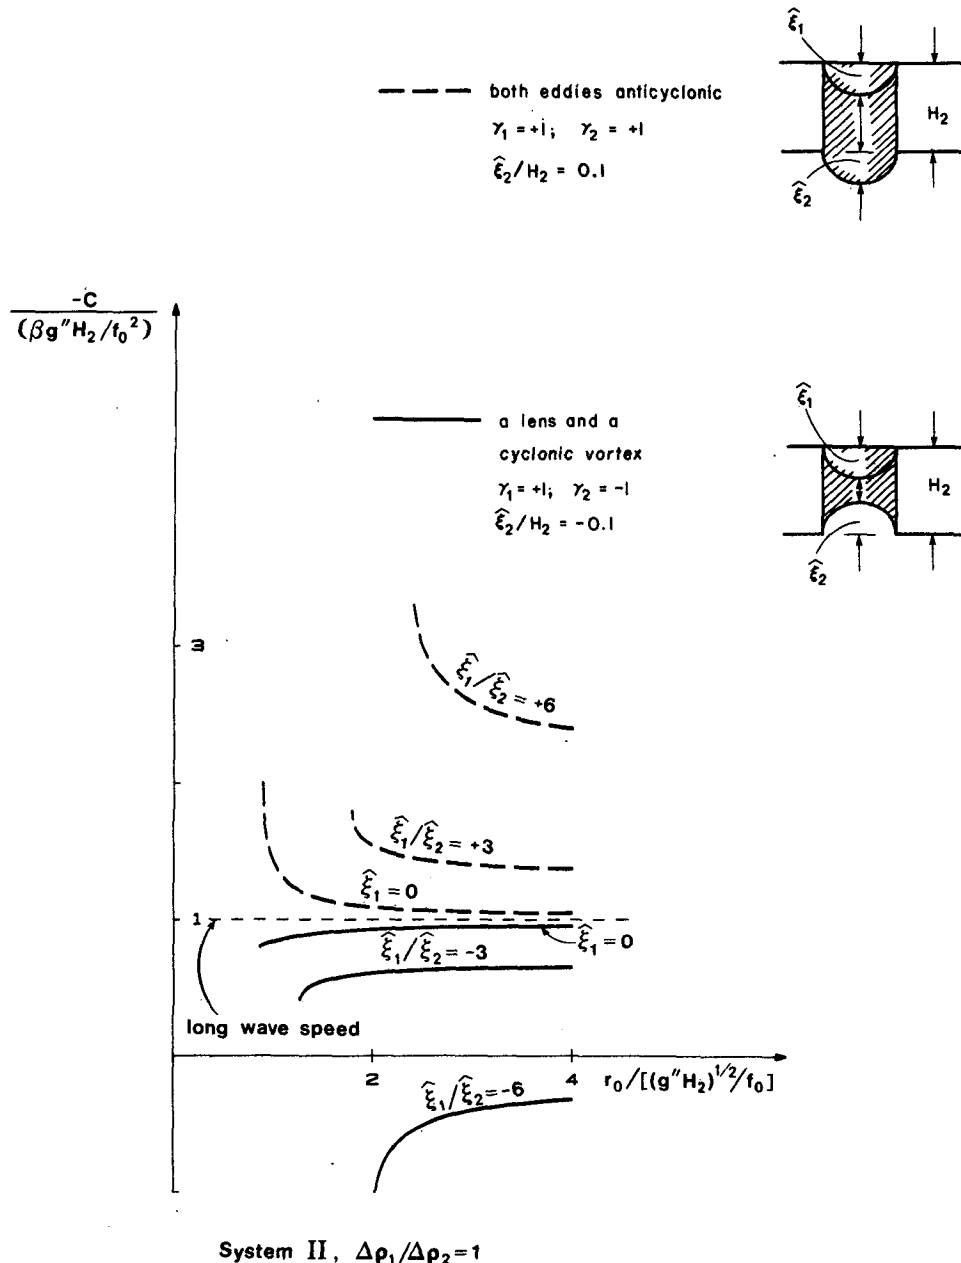 ξ̂₁
both eddies anticyclonic
γ₁ = +1; γ₂ = +1
H₂
ξ̂₂/H₂ = 0.1
ξ̂₂
-C
(βg″H₂/f₀²)
ξ̂₁
a lens and a
cyclonic vortex
γ₁ = +1; γ₂ = -1
H₂
ξ̂₂/H₂ = -0.1
ξ̂₂
3
ξ̂₁/ξ̂₂ = +6
ξ̂₁/ξ̂₂ = +3
ξ̂₁ = 0
1
ξ̂₁/ξ̂₂ = -3
ξ̂₁ = 0
long wave speed
2
4
r₀/[(g″H₂)^1/2/f₀]
ξ̂₁/ξ̂₂ = -6
System II, Δρ₁/Δρ₂=1